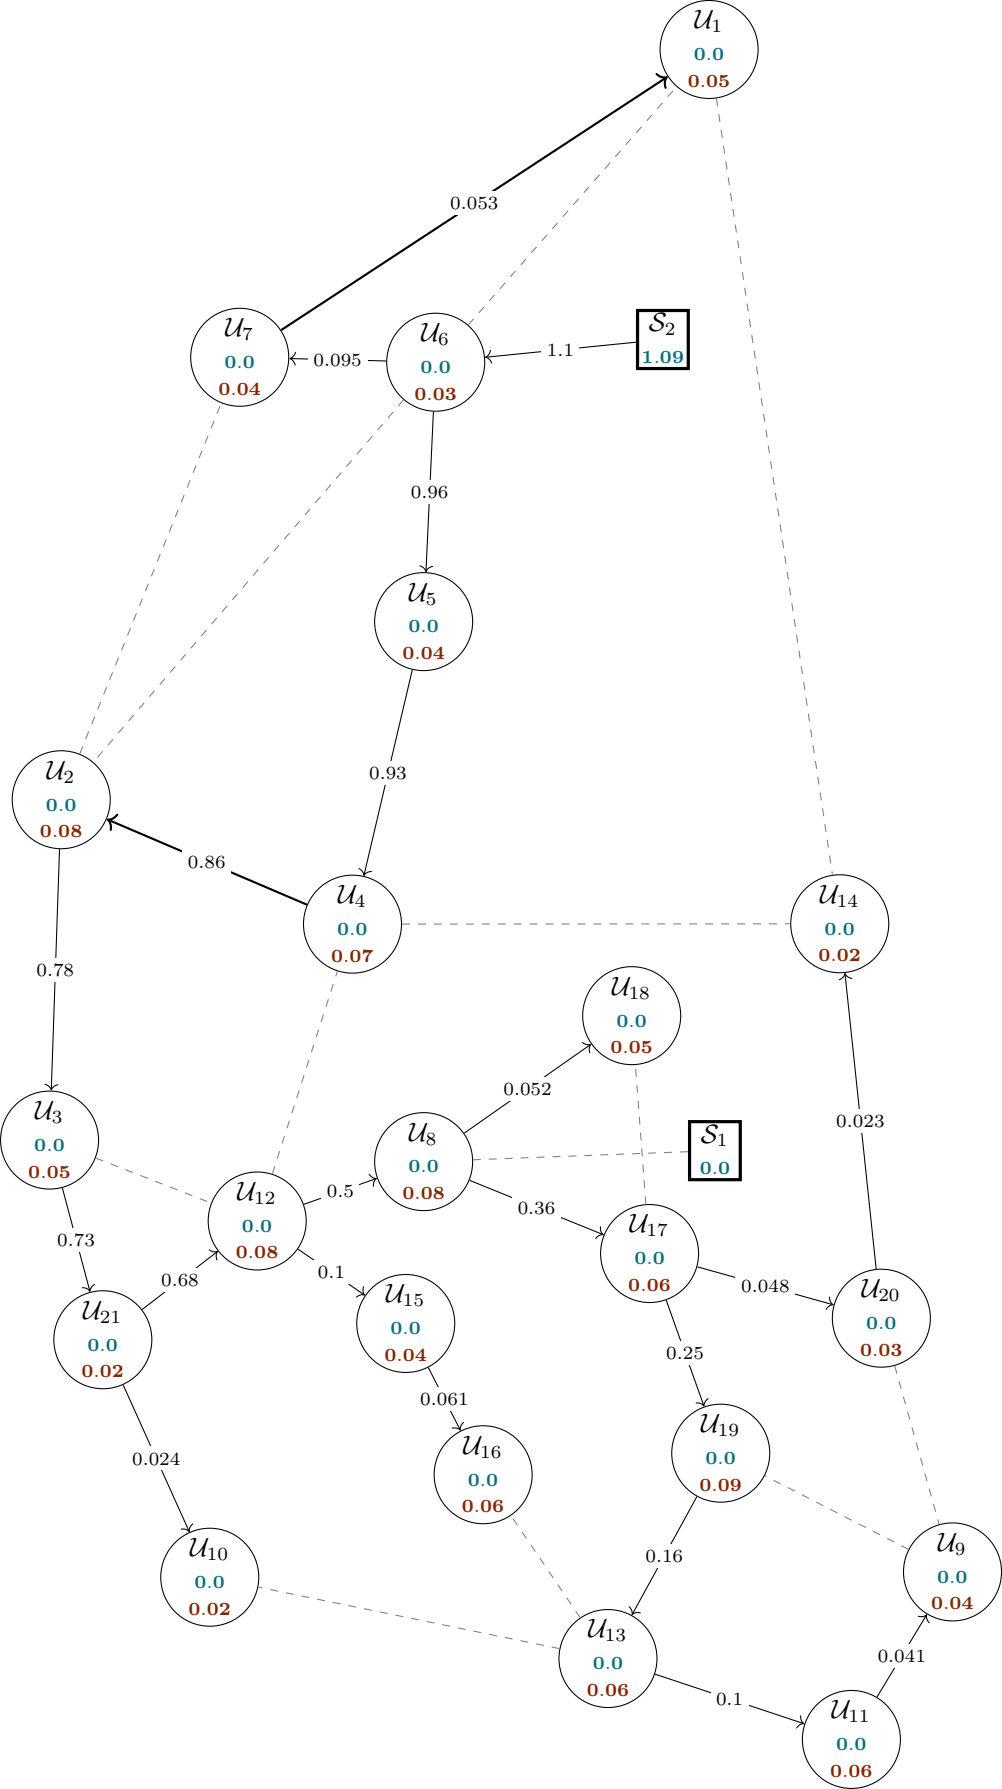 𝒰₁
0.0
0.05
0.053
𝒰₇
0.0
0.04
0.095
𝒰₆
0.0
0.03
1.1
𝒮₂
1.09
0.96
𝒰₅
0.0
0.04
0.93
𝒰₂
0.0
0.08
0.86
𝒰₄
0.0
0.07
𝒰₁₄
0.0
0.02
0.78
𝒰₁₈
0.0
0.05
0.052
0.023
𝒰₃
0.0
0.05
𝒰₈
0.0
0.08
𝒮₁
0.0
𝒰₁₂
0.0
0.08
0.5
0.36
𝒰₁₇
0.0
0.06
0.73
0.68
0.1
0.048
𝒰₂₁
0.0
0.02
𝒰₁₅
0.0
0.04
𝒰₂₀
0.0
0.03
0.25
0.061
𝒰₁₉
0.0
0.09
0.024
𝒰₁₆
0.0
0.06
𝒰₁₀
0.0
0.02
0.16
𝒰₉
0.0
0.04
𝒰₁₃
0.0
0.06
0.041
0.1
𝒰₁₁
0.0
0.06